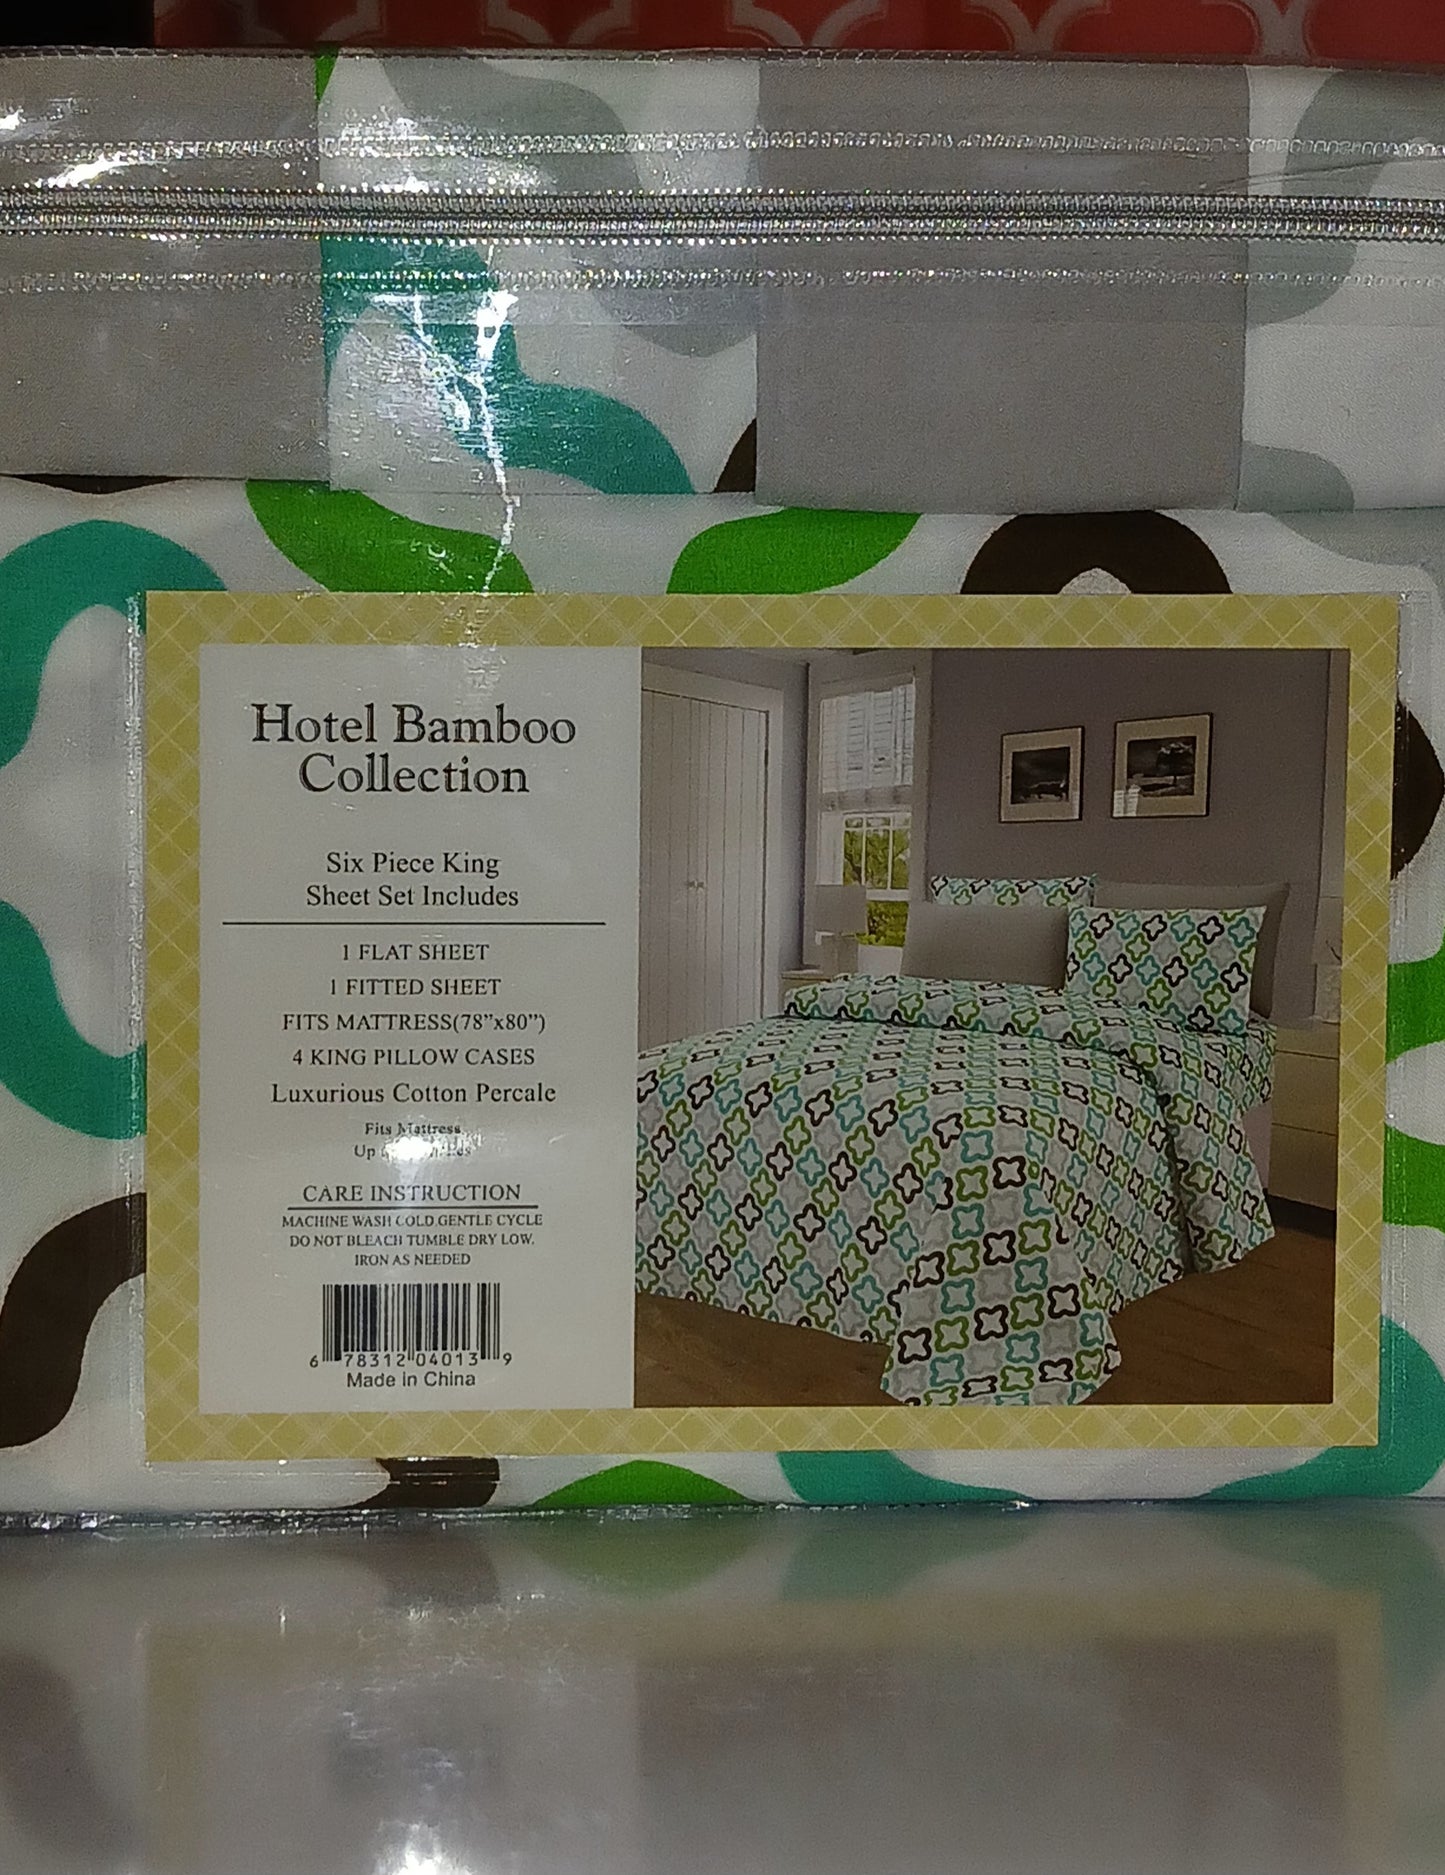 Hotel Bamboo
Collection
Six Piece King
Sheet Set Includes
1 FLAT SHEET
1 FITTED SHEET
FITS MATTRESS(78”x80”)
4 KING PILLOW CASES
Luxurious Cotton Percale
Fits Mattress
Up
CARE INSTRUCTION
MACHINE WASH COLD.GENTLE CYCLE
DO NOT BLEACH TUMBLE DRY LOW.
IRON AS NEEDED
6 78312 04013 9
Made in China